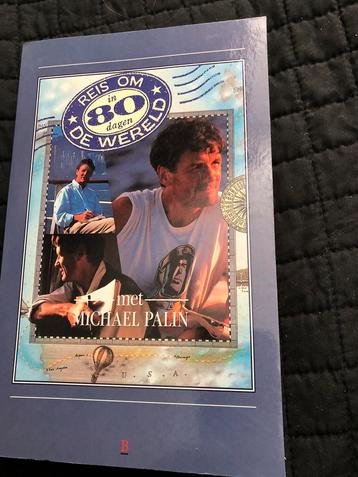 REIS OM
in
80
dagen
DE WERELD
met
MICHAEL PALIN
U.S.A.
B